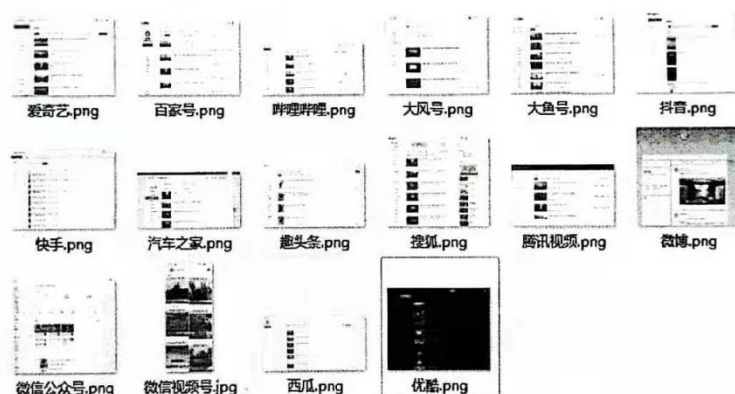 爱奇艺.png 百家号.png 哔哩哔哩.png 大风号.png 大鱼号.png 抖音.png
快手.png 汽车之家.png 趣头条.png 搜狐.png 腾讯视频.png 微博.png
微信公众号.png 微信视频号.jpg 西瓜.png 优酷.png